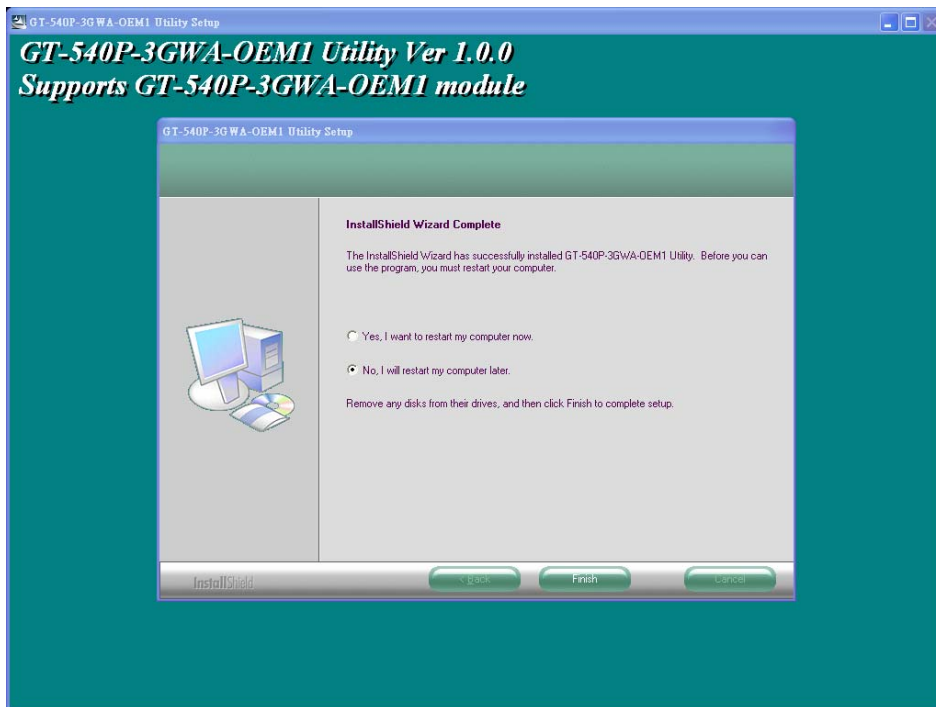 GT-540P-3GWA-OEM1 Utility Setup
GT-540P-3GWA-OEM1 Utility Ver 1.0.0
Supports GT-540P-3GWA-OEM1 module
GT-540P-3GWA-OEM1 Utility Setup
InstallShield Wizard Complete
The InstallShield Wizard has successfully installed GT-540P-3GWA-OEM1 Utility. Before you can
use the program, you must restart your computer.
Yes, I want to restart my computer now.
No, I will restart my computer later.
Remove any disks from their drives, and then click Finish to complete setup.
InstallShield
< Back
Finish
Cancel